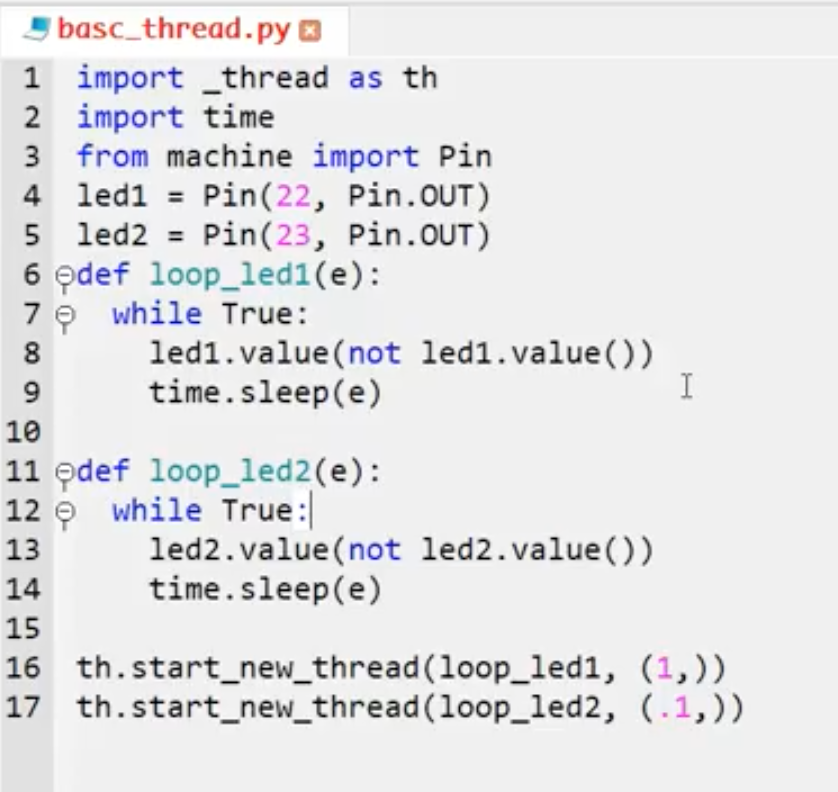 basc_thread.py
1 import _thread as th
2 import time
3 from machine import Pin
4 led1 = Pin(22, Pin.OUT)
5 led2 = Pin(23, Pin.OUT)
6 def loop_led1(e):
7   while True:
8     led1.value(not led1.value())
9     time.sleep(e)
10
11 def loop_led2(e):
12   while True:
13     led2.value(not led2.value())
14     time.sleep(e)
15
16 th.start_new_thread(loop_led1, (1,))
17 th.start_new_thread(loop_led2, (.1,))